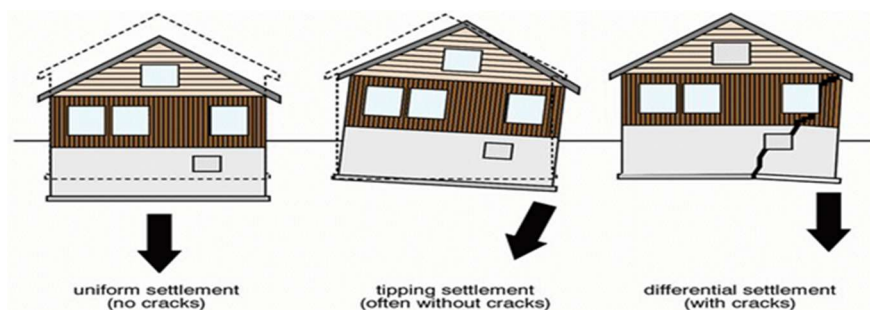 uniform settlement
(no cracks)
tipping settlement
(often without cracks)
differential settlement
(with cracks)